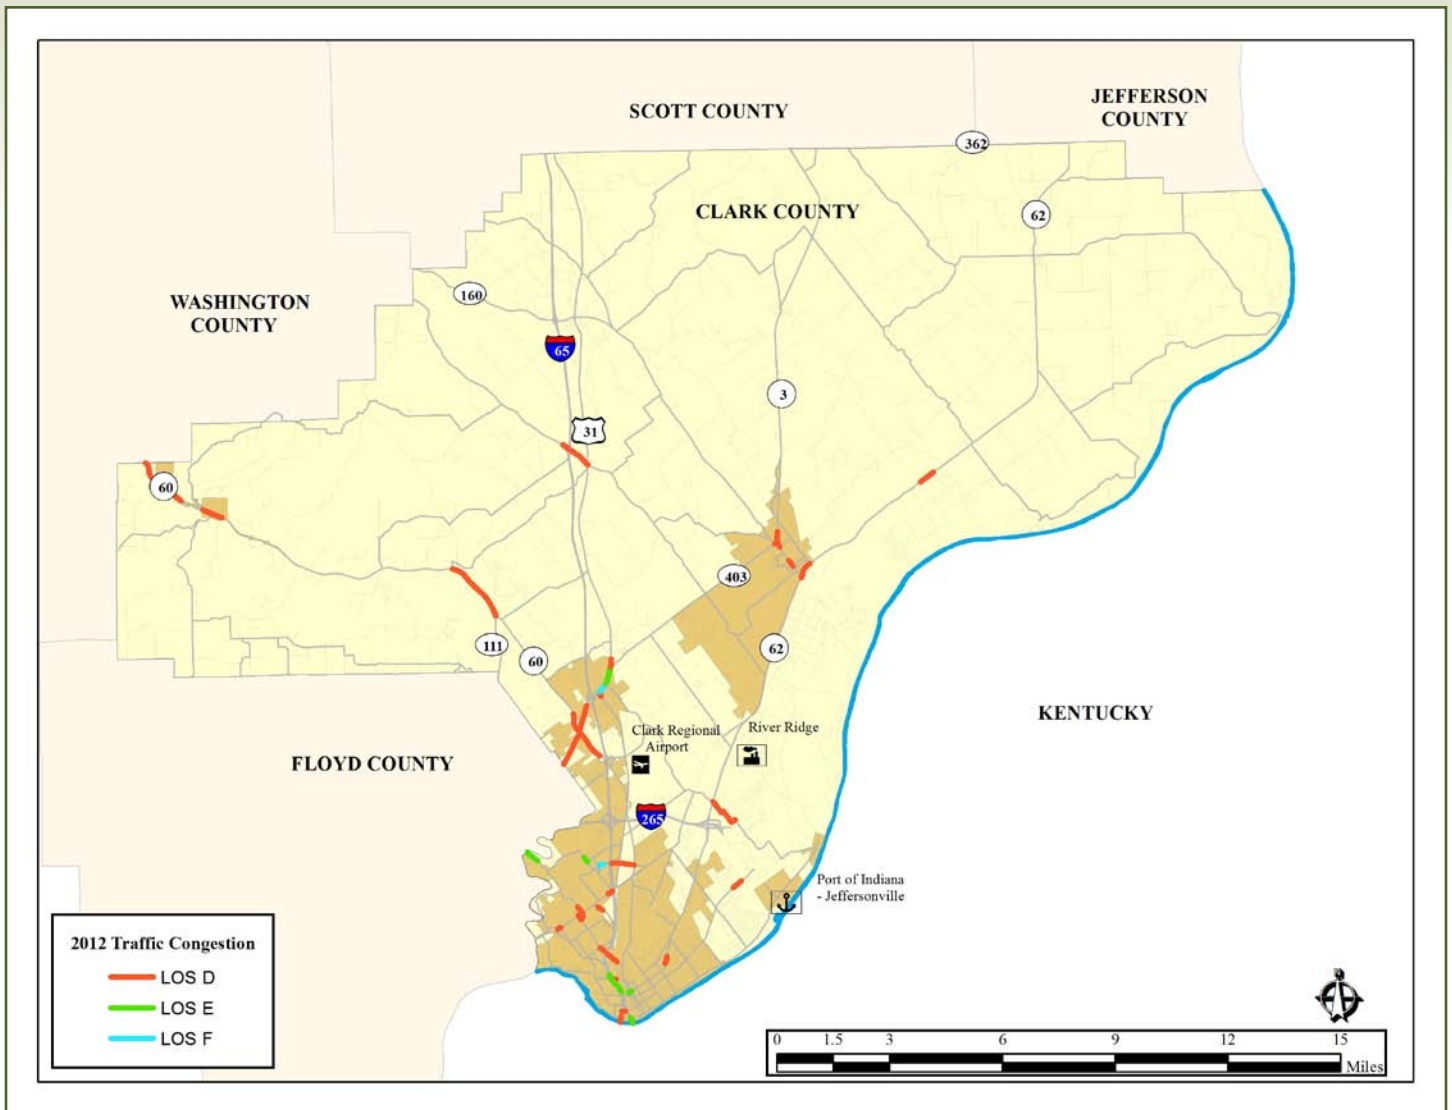 SCOTT COUNTY
JEFFERSON
COUNTY
362
CLARK COUNTY
62
WASHINGTON
COUNTY
160
65
3
31
60
403
111
60
62
KENTUCKY
Clark Regional
Airport
River Ridge
FLOYD COUNTY
265
Port of Indiana
- Jeffersonville
2012 Traffic Congestion
LOS D
LOS E
LOS F
0 1.5 3 6 9 12 15
Miles